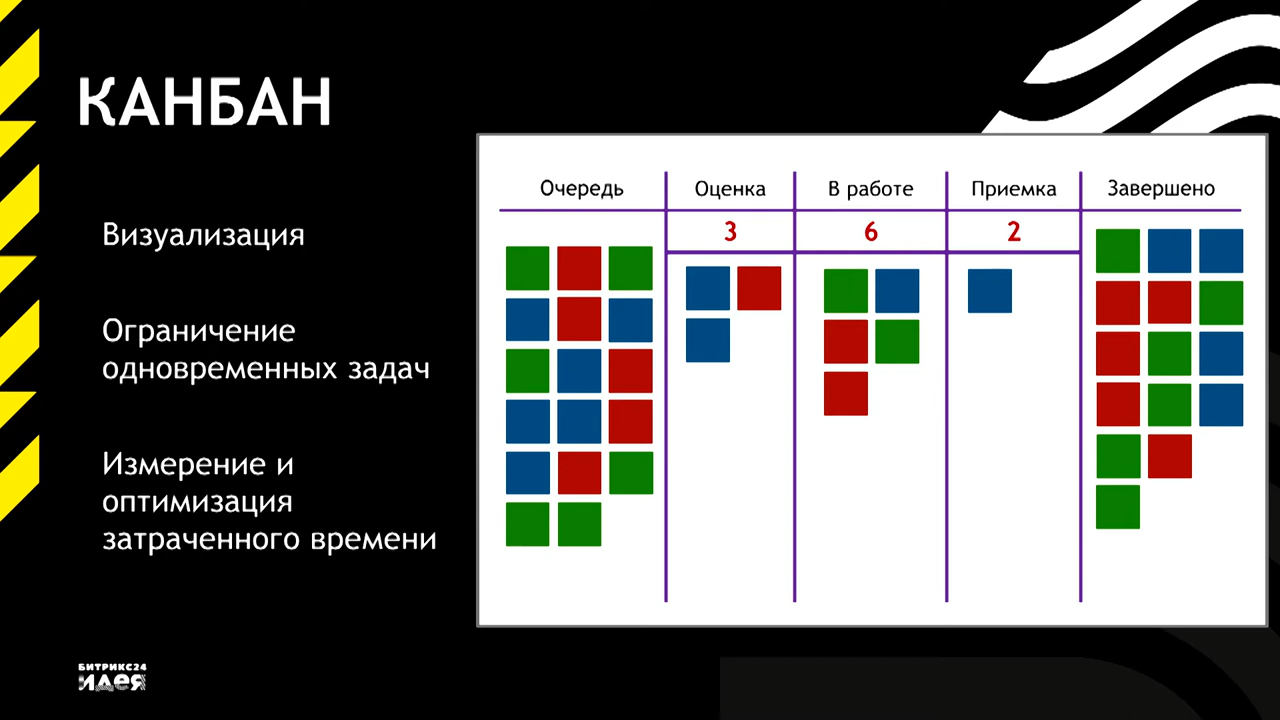 КАНБАН
Визуализация
Ограничение
одновременных задач
Измерение и
оптимизация
затраченного времени
Очередь Оценка В работе Приемка Завершено
3 6 2
БИТРИКС24
идея